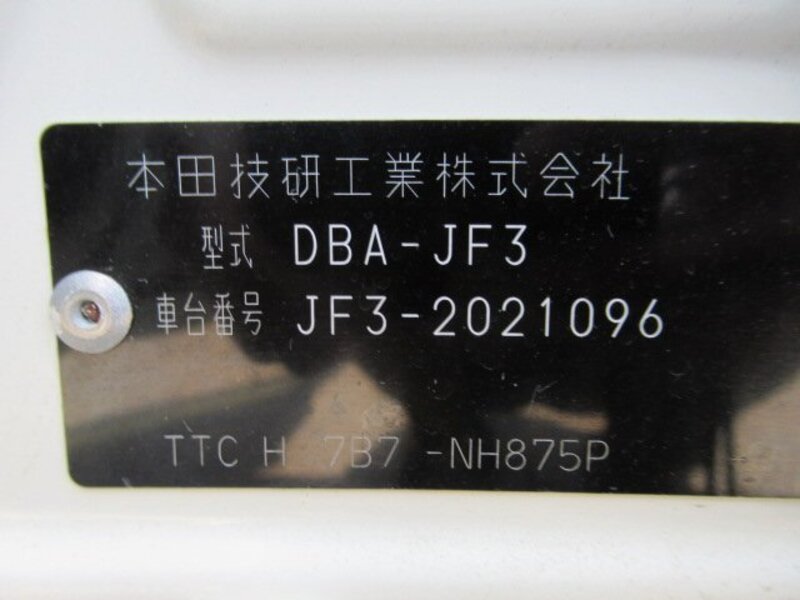 本田技研工業株式会社
型式 DBA-JF3
車台番号 JF3-2021096
TTC H 7B7 -NH875P